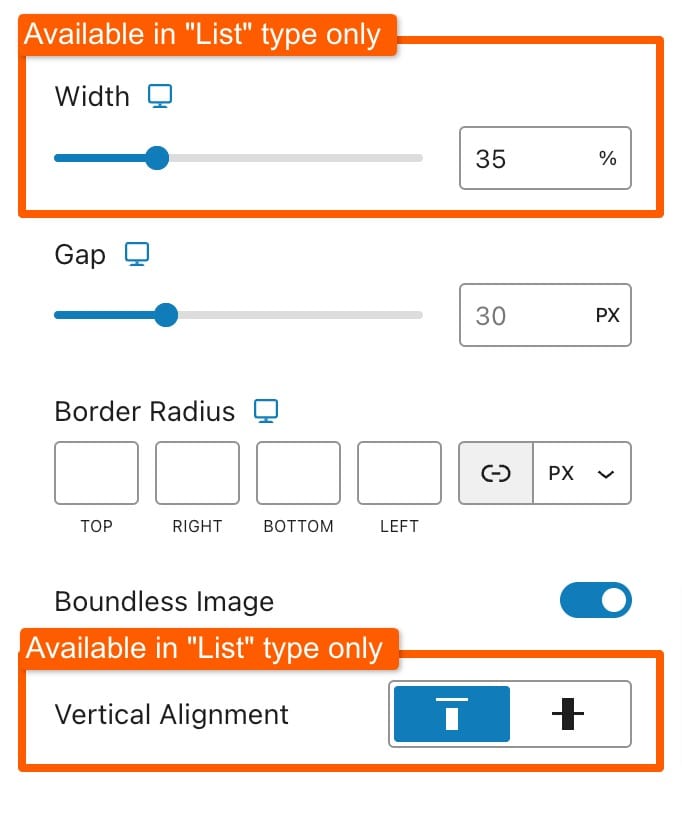 Available in "List" type only
Width
35 %
Gap
30 PX
Border Radius
PX
TOP RIGHT BOTTOM LEFT
Boundless Image
Available in "List" type only
Vertical Alignment